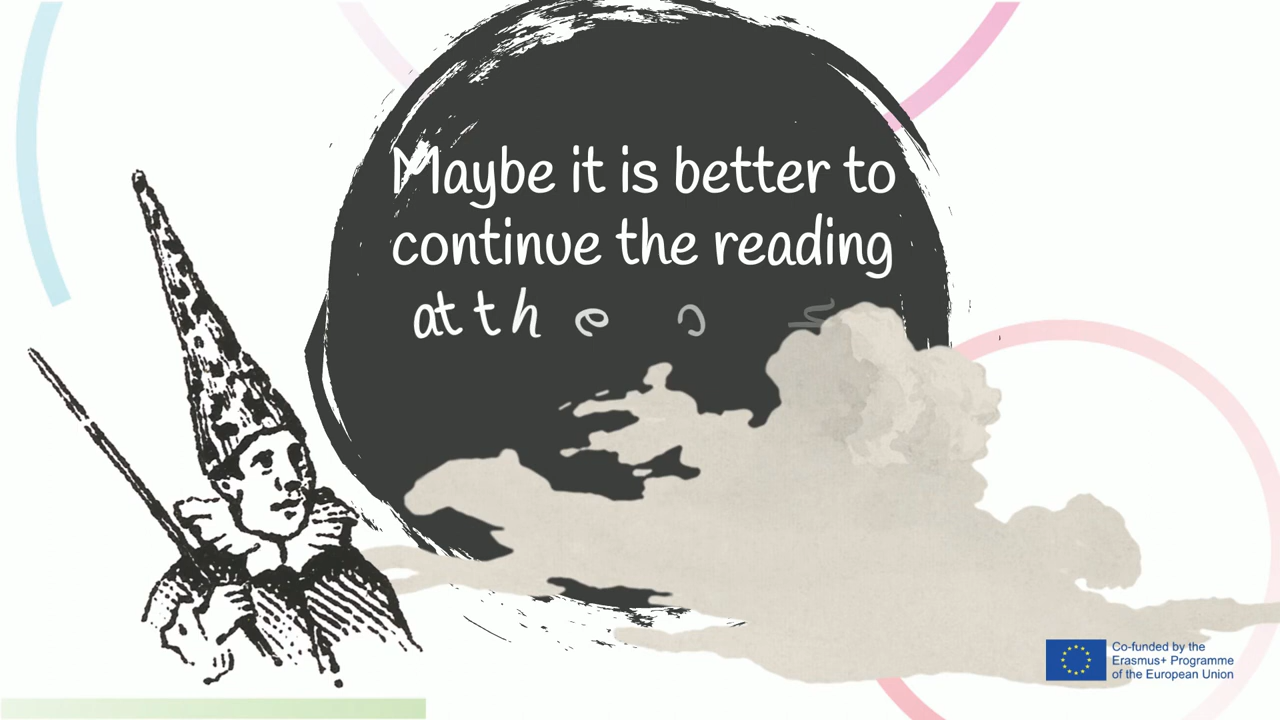 Maybe it is better to
continue the reading
at the c h
Co-funded by the
Erasmus+ Programme
of the European Union